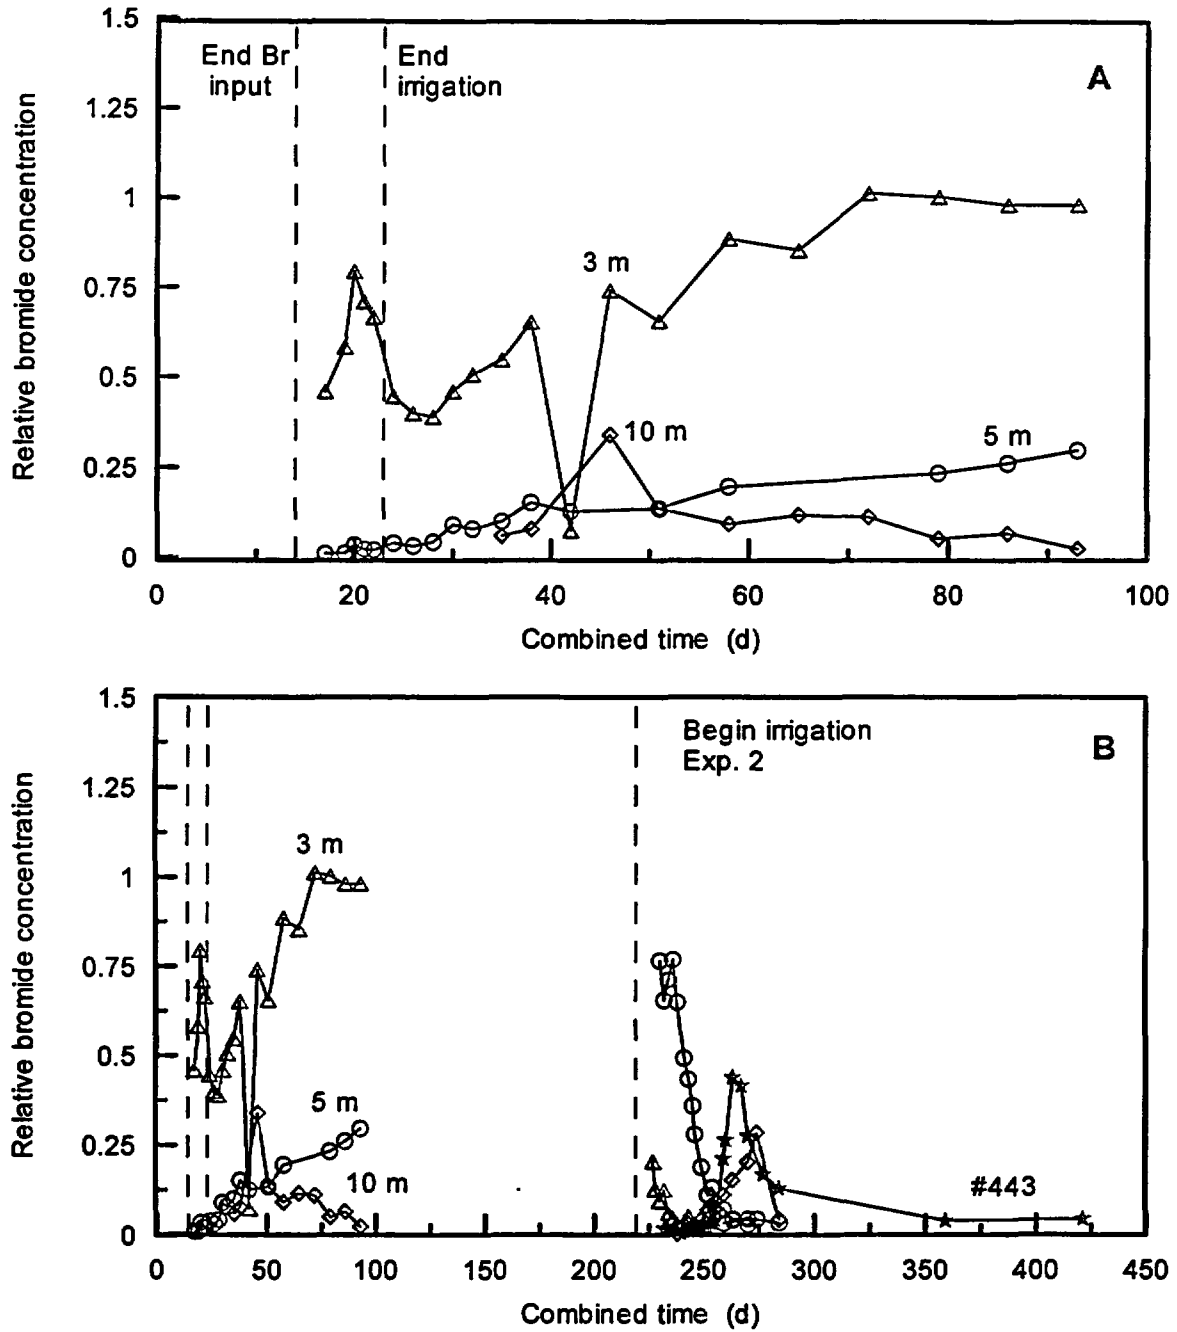 1.5
End Br
input
End
irrigation
A
1.25
1
0.75
0.5
0.25
0
3 m
10 m
5 m
0 20 40 60 80 100
Relative bromide concentration
Combined time (d)
1.5
Begin irrigation
Exp. 2
B
1.25
1
0.75
0.5
0.25
0
3 m
5 m
10 m
#443
0 50 100 150 200 250 300 350 400 450
Relative bromide concentration
Combined time (d)